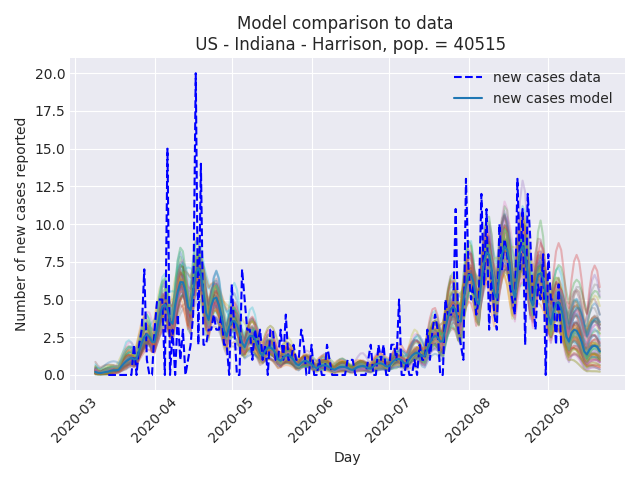 Model comparison to data
US - Indiana - Harrison, pop. = 40515
new cases data
new cases model
Number of new cases reported
20.0
17.5
15.0
12.5
10.0
7.5
5.0
2.5
0.0
2020-03
2020-04
2020-05
2020-06
2020-07
2020-08
2020-09
Day